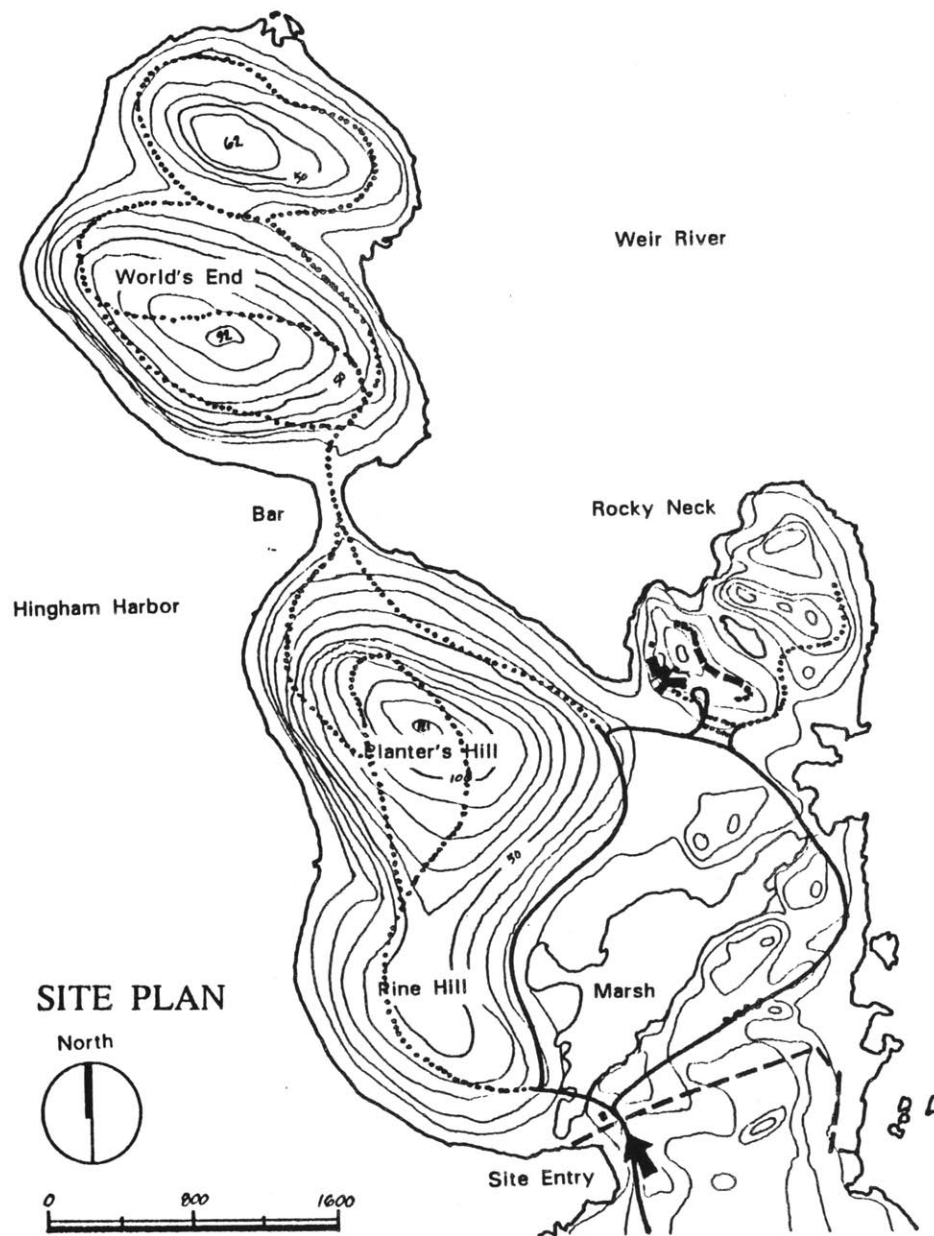 62
50
Weir River
World's End
92
Bar
Rocky Neck
Hingham Harbor
Planter's Hill
100
50
Pine Hill
Marsh
SITE PLAN
North
Site Entry
0 800 1600